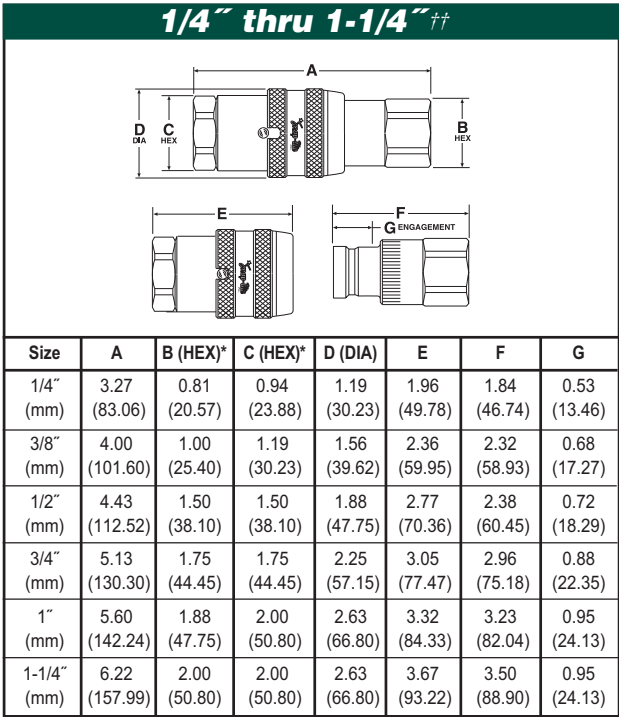 1/4˝ thru 1-1/4˝††
A
D
DIA
C
HEX
B
HEX
E
F
G ENGAGEMENT
Size A B (HEX)* C (HEX)* D (DIA) E F G
1/4˝ 3.27 0.81 0.94 1.19 1.96 1.84 0.53
(mm) (83.06) (20.57) (23.88) (30.23) (49.78) (46.74) (13.46)
3/8˝ 4.00 1.00 1.19 1.56 2.36 2.32 0.68
(mm) (101.60) (25.40) (30.23) (39.62) (59.95) (58.93) (17.27)
1/2˝ 4.43 1.50 1.50 1.88 2.77 2.38 0.72
(mm) (112.52) (38.10) (38.10) (47.75) (70.36) (60.45) (18.29)
3/4˝ 5.13 1.75 1.75 2.25 3.05 2.96 0.88
(mm) (130.30) (44.45) (44.45) (57.15) (77.47) (75.18) (22.35)
1˝ 5.60 1.88 2.00 2.63 3.32 3.23 0.95
(mm) (142.24) (47.75) (50.80) (66.80) (84.33) (82.04) (24.13)
1-1/4˝ 6.22 2.00 2.00 2.63 3.67 3.50 0.95
(mm) (157.99) (50.80) (50.80) (66.80) (93.22) (88.90) (24.13)